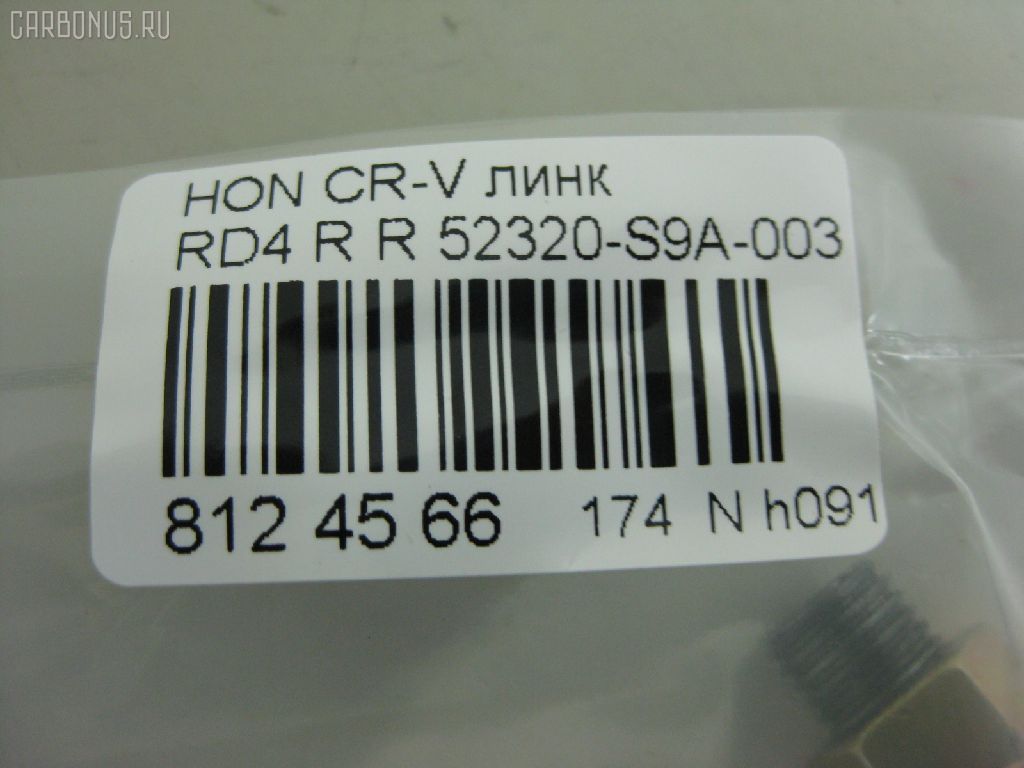 CARBONUS.RU
HON CR-V линк
RD4 R R 52320-S9A-003
812 45 66 174 N h091